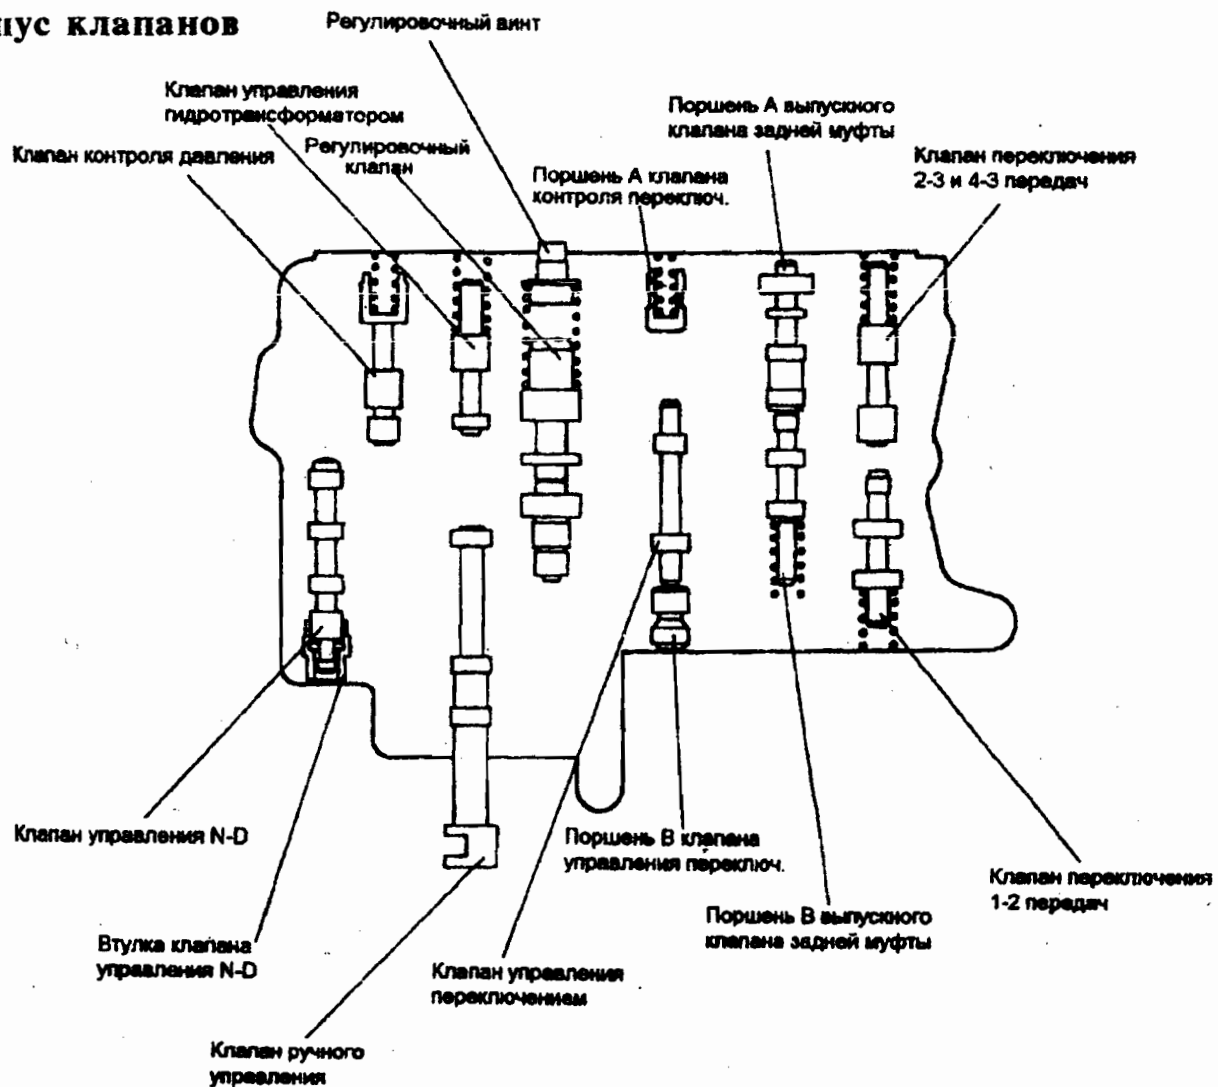 пус клапанов
Регулировочный винт
Клапан управления
гидротрансформатором
Поршень А выпускного
клапана задней муфты
Клапан контроля давления
Регулировочный
клапан
Поршень А клапана
контроля переключ.
Клапан переключения
2-3 и 4-3 передач
Клапан управления N-D
Поршень В клапана
управления переключ.
Клапан переключения
1-2 передач
Поршень В выпускного
клапана задней муфты
Втулка клапана
управления N-D
Клапан управления
переключением
Клапан ручного
управления